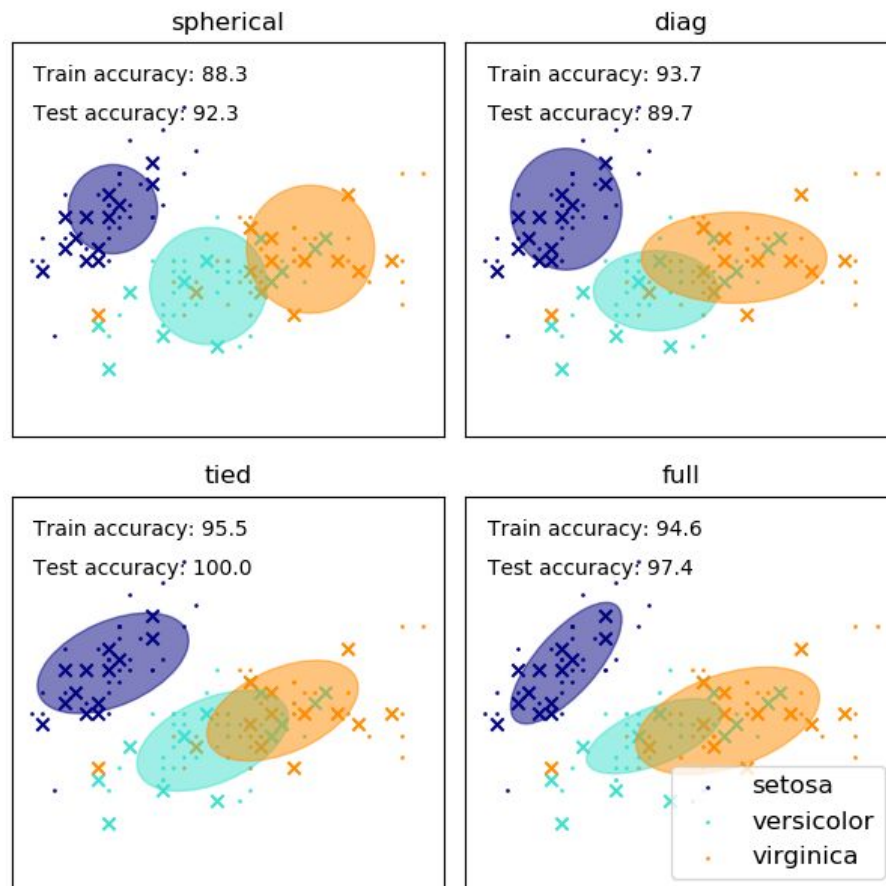 spherical
Train accuracy: 88.3
Test accuracy: 92.3
diag
Train accuracy: 93.7
Test accuracy: 89.7
tied
Train accuracy: 95.5
Test accuracy: 100.0
full
Train accuracy: 94.6
Test accuracy: 97.4
setosa
versicolor
virginica